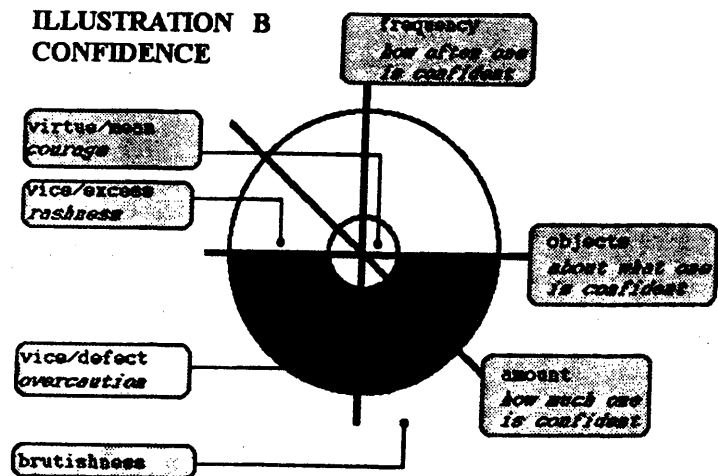 ILLUSTRATION B
CONFIDENCE
frequency
how often one
is confident
virtue/mean
courage
vice/excess
rashness
objects
about what one
is confident
vice/defect
overcaution
amount
how much one
is confident
brutishness